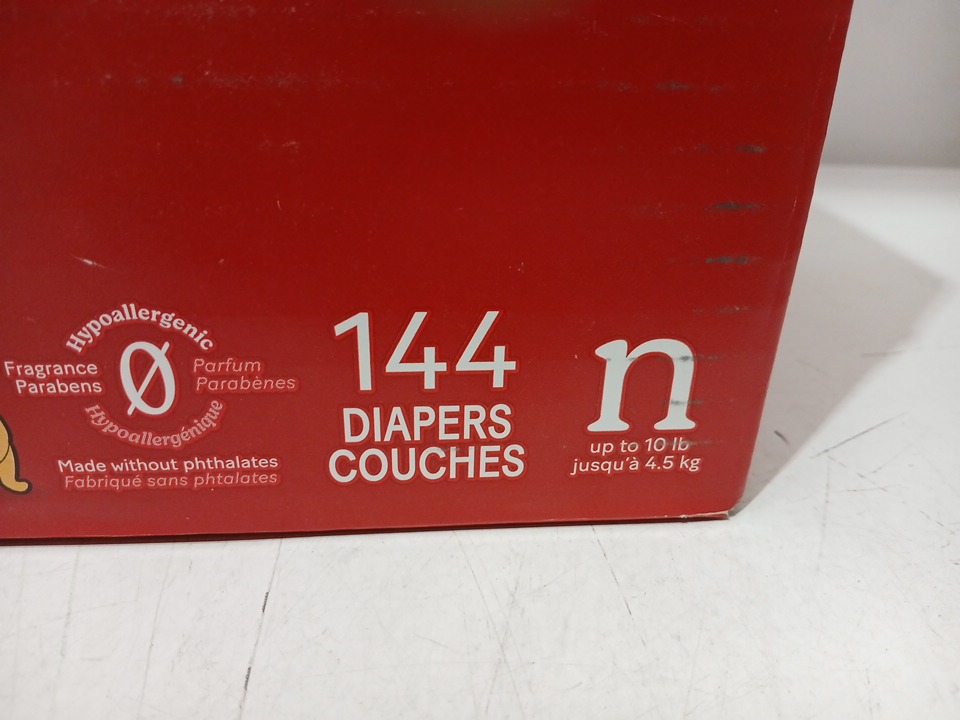 Hypoallergenic
Fragrance
Parabens
0
Parfum
Parabènes
Hypoallergénique
Made without phthalates
Fabriqué sans phtalates
144
DIAPERS
COUCHES
n
up to 10 lb
jusqu'à 4.5 kg